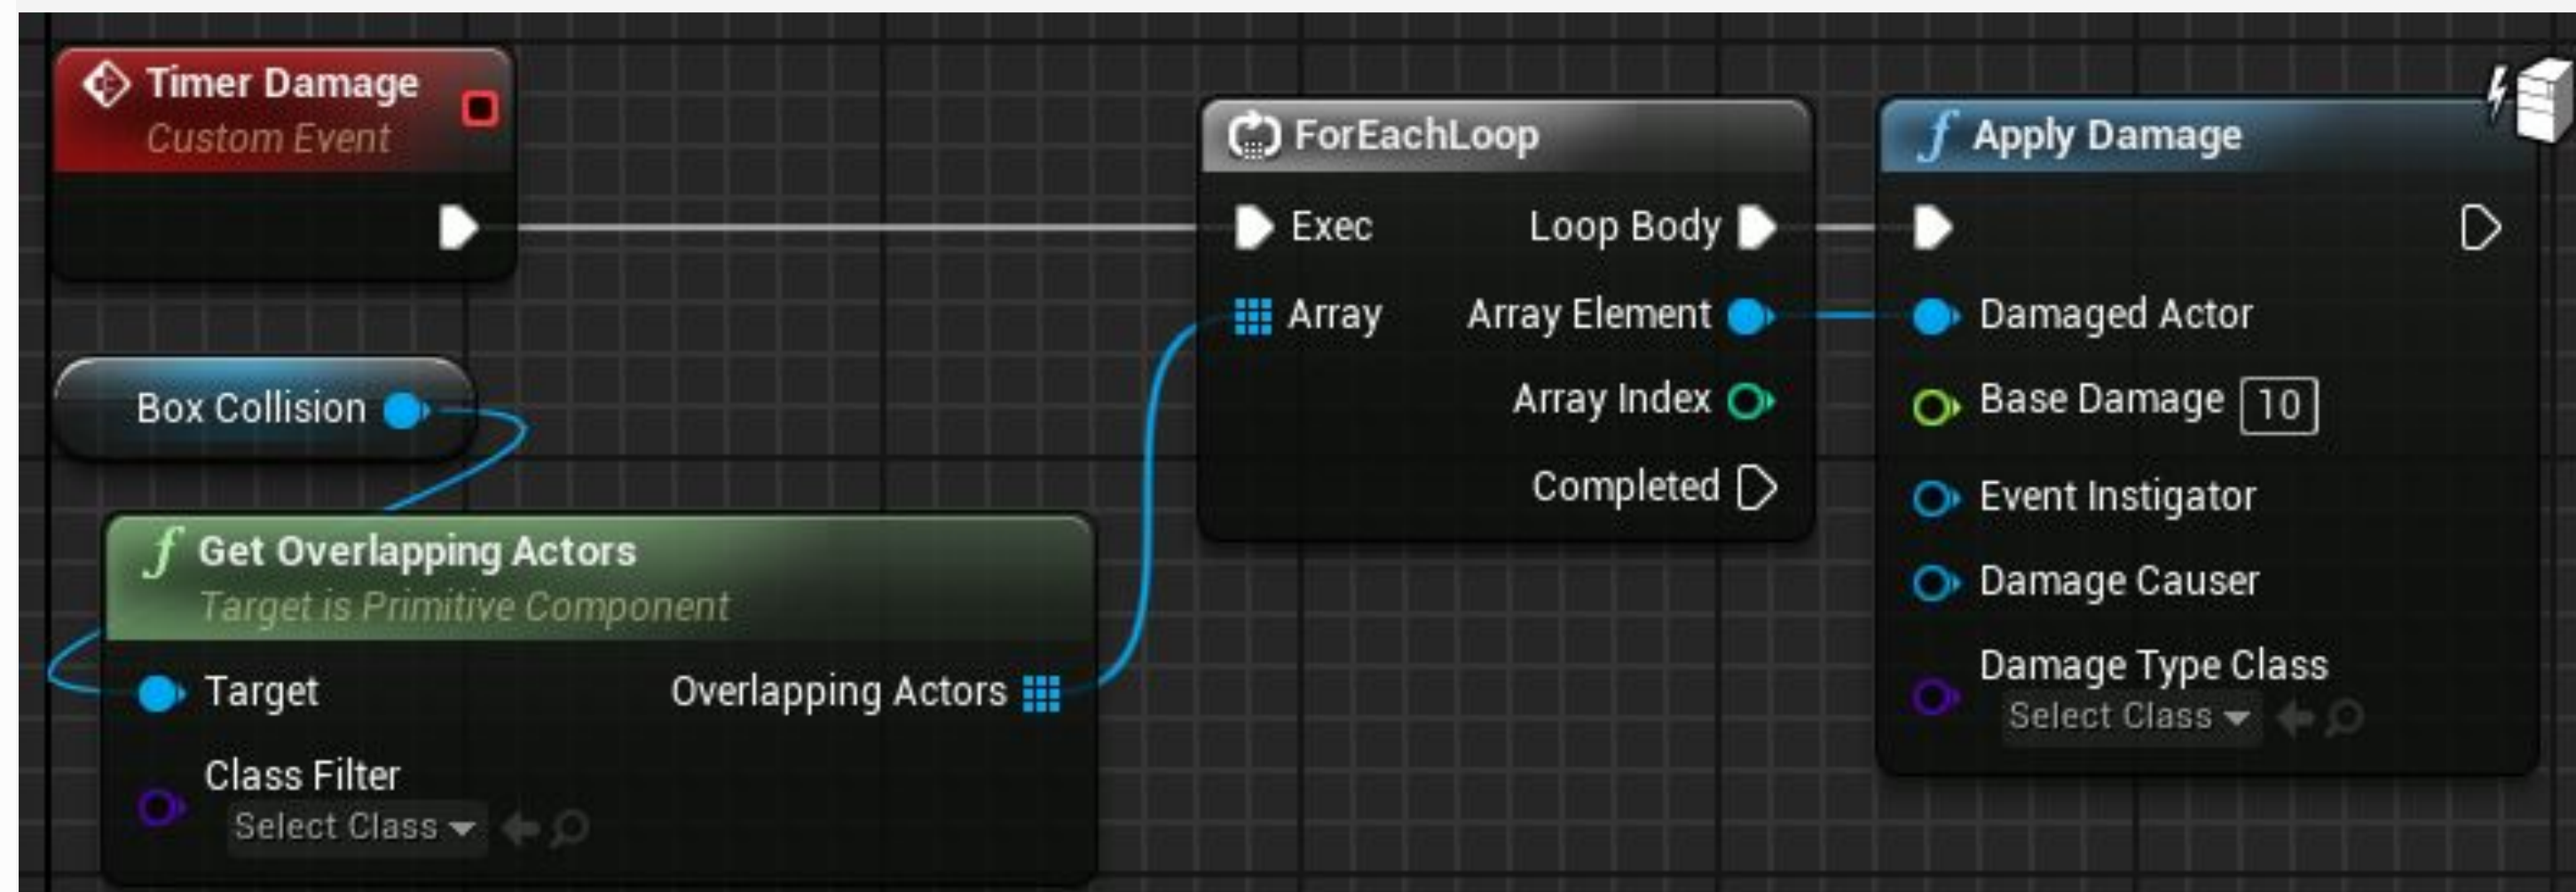 Timer Damage
Custom Event
Box Collision
Get Overlapping Actors
Target is Primitive Component
Target
Overlapping Actors
Class Filter
Select Class
ForEachLoop
Exec
Loop Body
Array
Array Element
Array Index
Completed
Apply Damage
Damaged Actor
Base Damage 10
Event Instigator
Damage Causer
Damage Type Class
Select Class